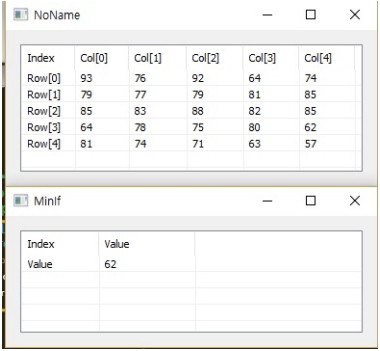 NoName
Index Col[0] Col[1] Col[2] Col[3] Col[4]
Row[0] 93 76 92 64 74
Row[1] 79 77 79 81 85
Row[2] 85 83 88 82 85
Row[3] 64 78 75 80 62
Row[4] 81 74 71 63 57
MinIf
Index Value
Value 62